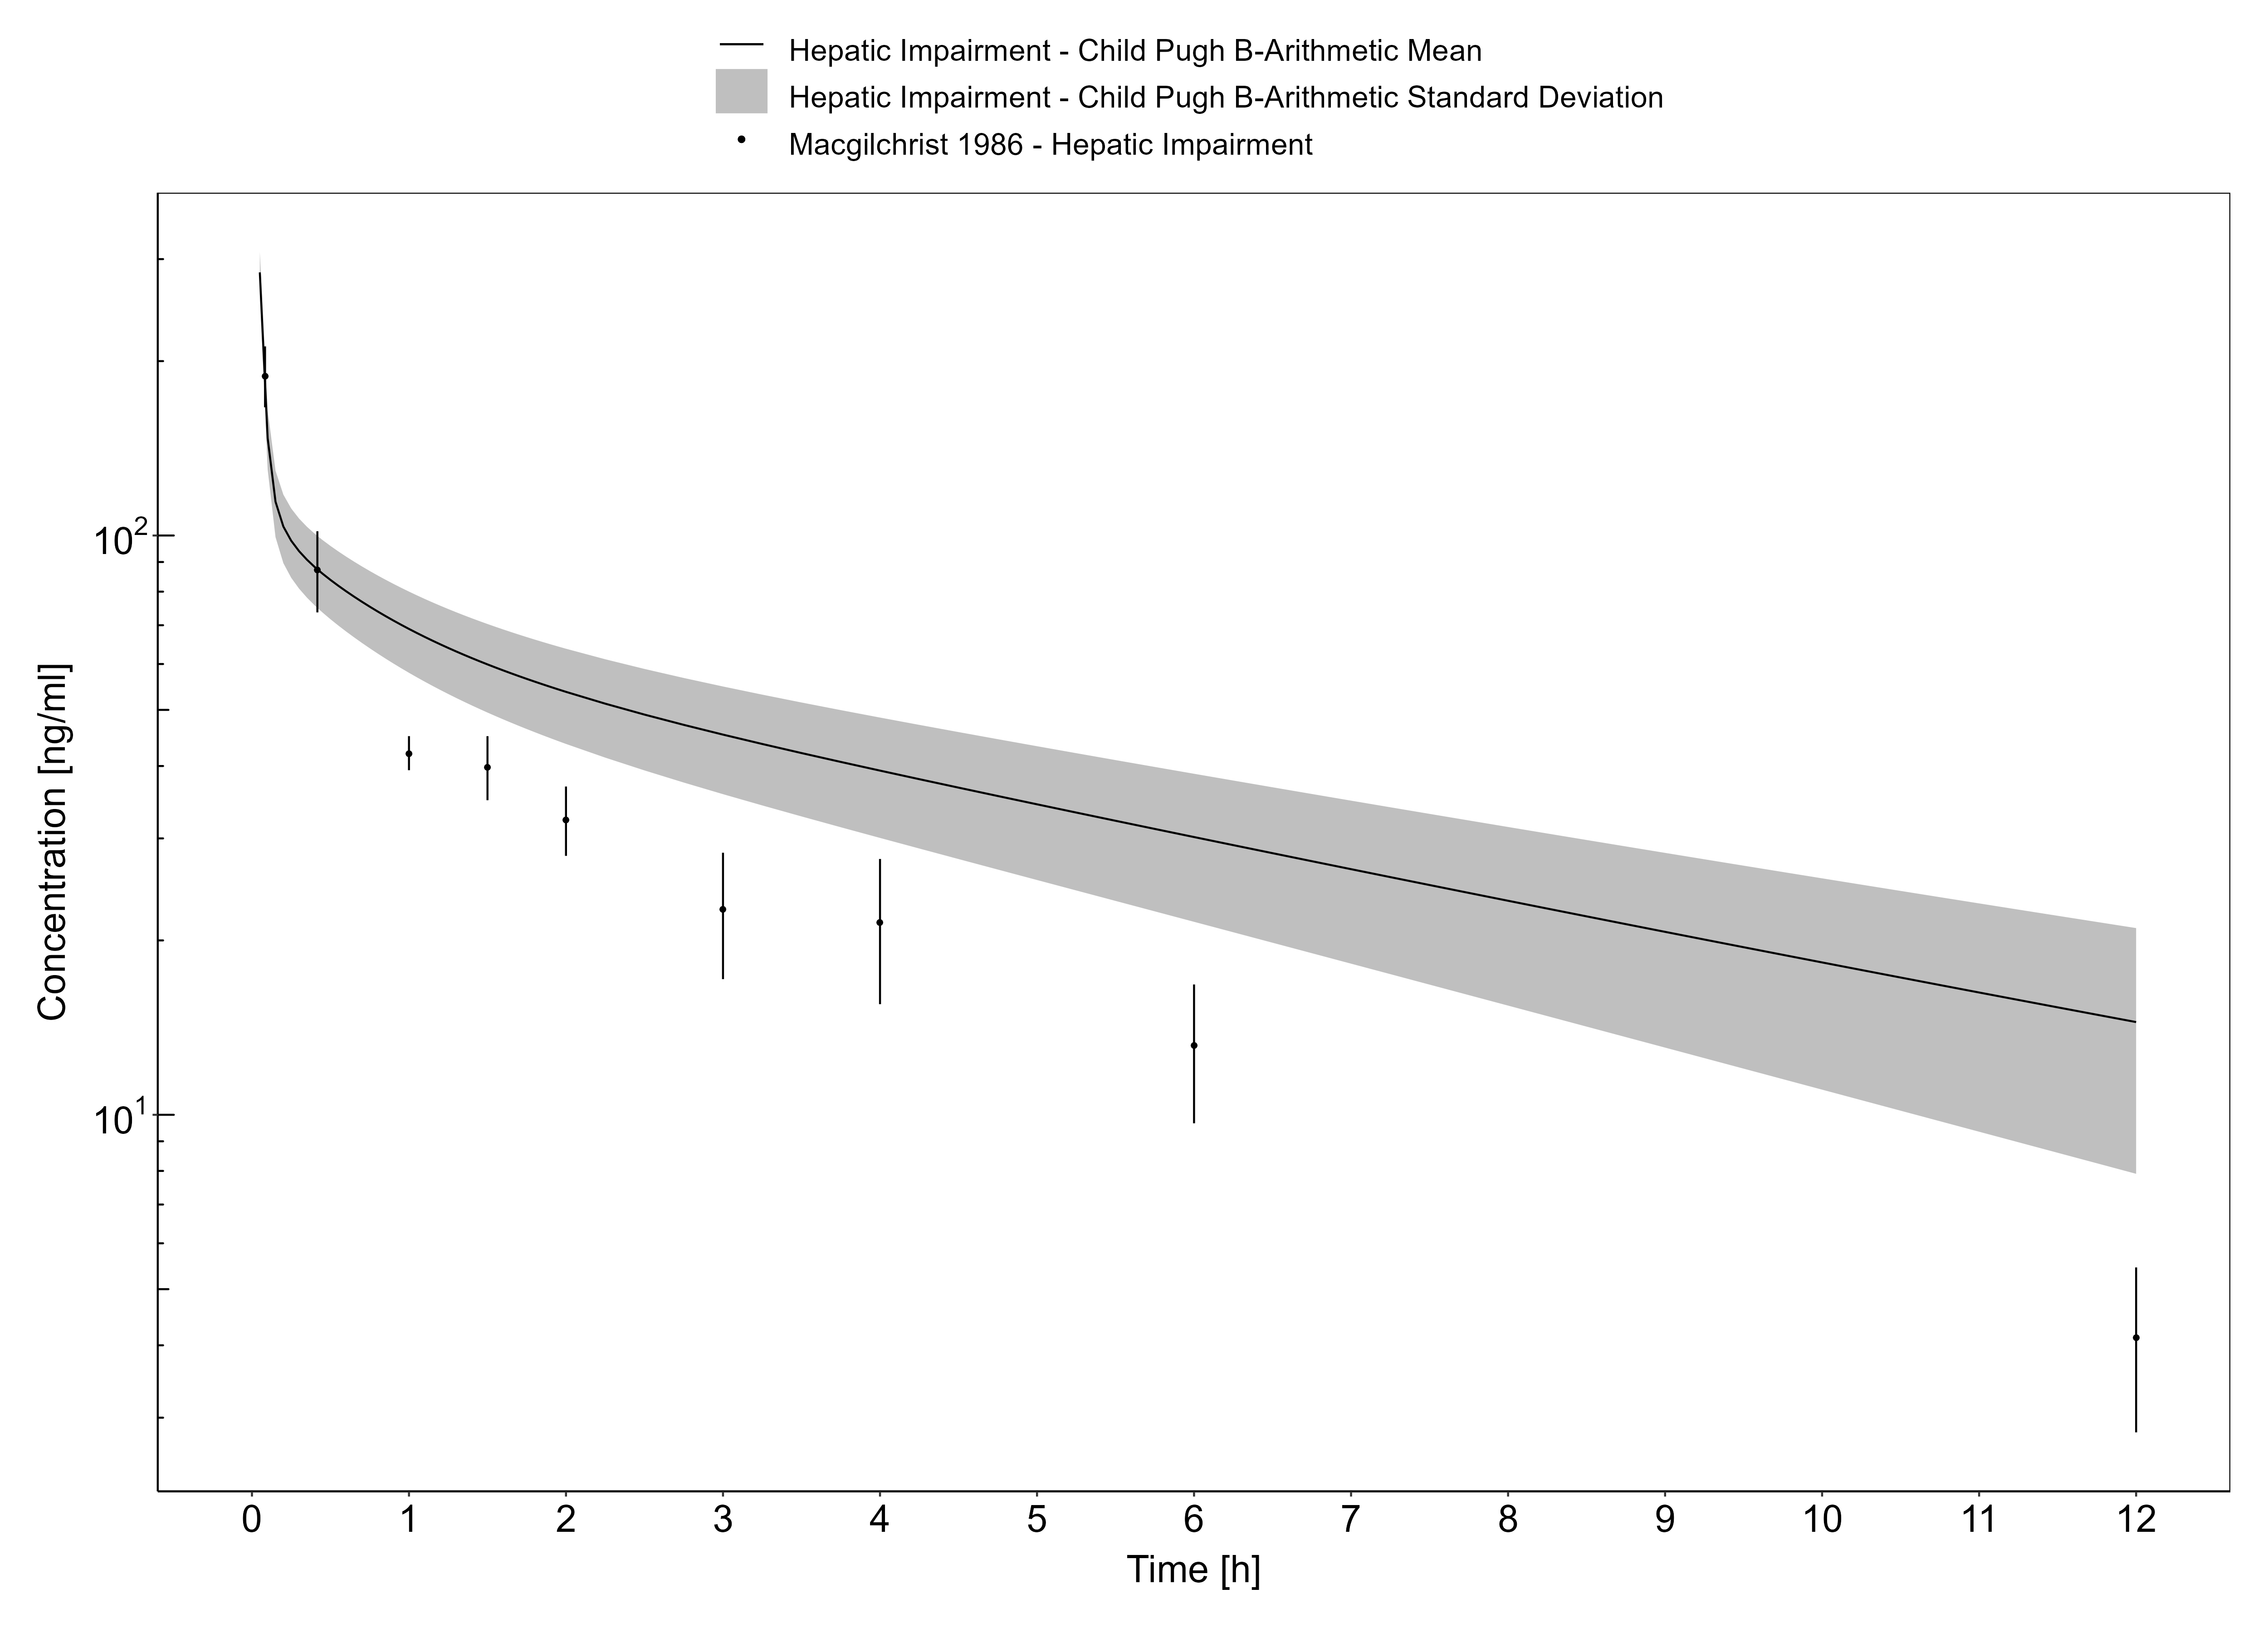 Hepatic Impairment - Child Pugh B-Arithmetic Mean
Hepatic Impairment - Child Pugh B-Arithmetic Standard Deviation
Macgilchrist 1986 - Hepatic Impairment
Concentration [ng/ml]
10²
10¹
0 1 2 3 4 5 6 7 8 9 10 11 12
Time [h]